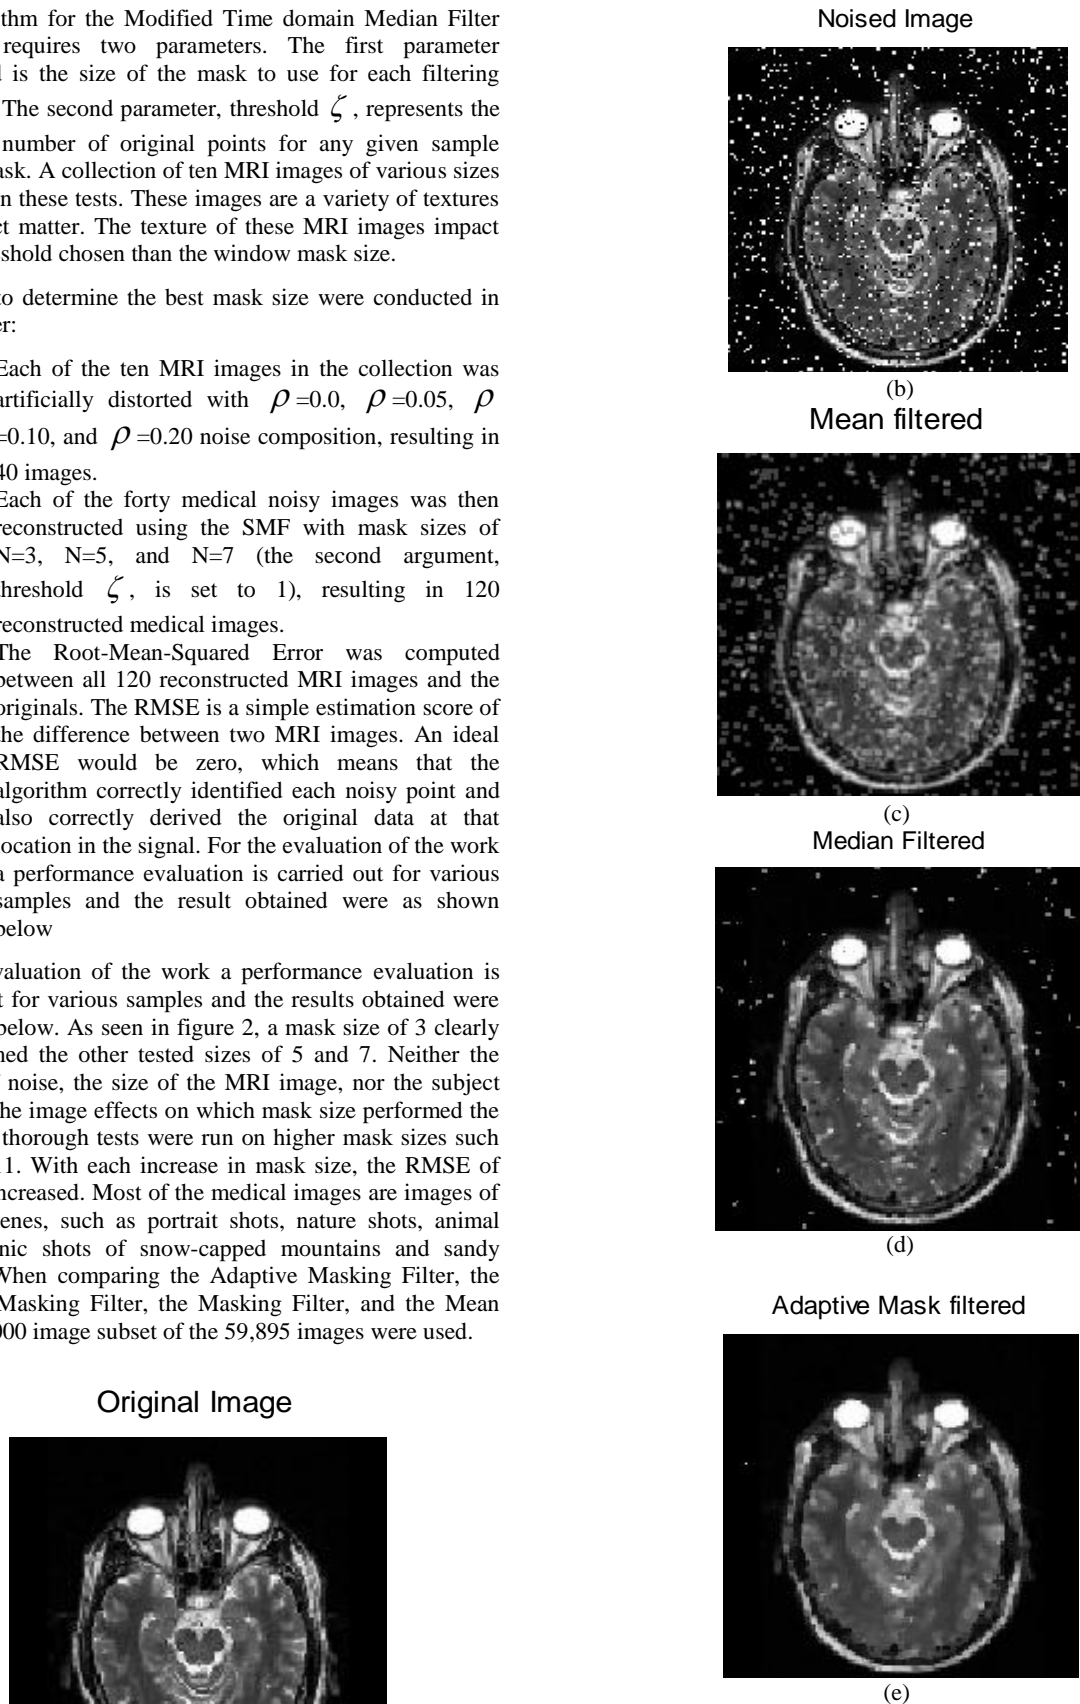 thm for the Modified Time domain Median Filter
requires two parameters. The first parameter
is the size of the mask to use for each filtering
The second parameter, threshold ζ , represents the
number of original points for any given sample
ask. A collection of ten MRI images of various sizes
n these tests. These images are a variety of textures
ct matter. The texture of these MRI images impact
shold chosen than the window mask size.
to determine the best mask size were conducted in
er:
Each of the ten MRI images in the collection was
artificially distorted with ρ =0.0, ρ =0.05, ρ
=0.10, and ρ =0.20 noise composition, resulting in
40 images.
Each of the forty medical noisy images was then
reconstructed using the SMF with mask sizes of
N=3, N=5, and N=7 (the second argument,
threshold ζ , is set to 1), resulting in 120
reconstructed medical images.
The Root-Mean-Squared Error was computed
between all 120 reconstructed MRI images and the
originals. The RMSE is a simple estimation score of
the difference between two MRI images. An ideal
RMSE would be zero, which means that the
algorithm correctly identified each noisy point and
also correctly derived the original data at that
location in the signal. For the evaluation of the work
a performance evaluation is carried out for various
samples and the result obtained were as shown
below
valuation of the work a performance evaluation is
t for various samples and the results obtained were
below. As seen in figure 2, a mask size of 3 clearly
med the other tested sizes of 5 and 7. Neither the
f noise, the size of the MRI image, nor the subject
the image effects on which mask size performed the
thorough tests were run on higher mask sizes such
11. With each increase in mask size, the RMSE of
ncreased. Most of the medical images are images of
enes, such as portrait shots, nature shots, animal
nic shots of snow-capped mountains and sandy
When comparing the Adaptive Masking Filter, the
Masking Filter, the Masking Filter, and the Mean
000 image subset of the 59,895 images were used.
Original Image
Noised Image
(b)
Mean filtered
(c)
Median Filtered
(d)
Adaptive Mask filtered
(e)